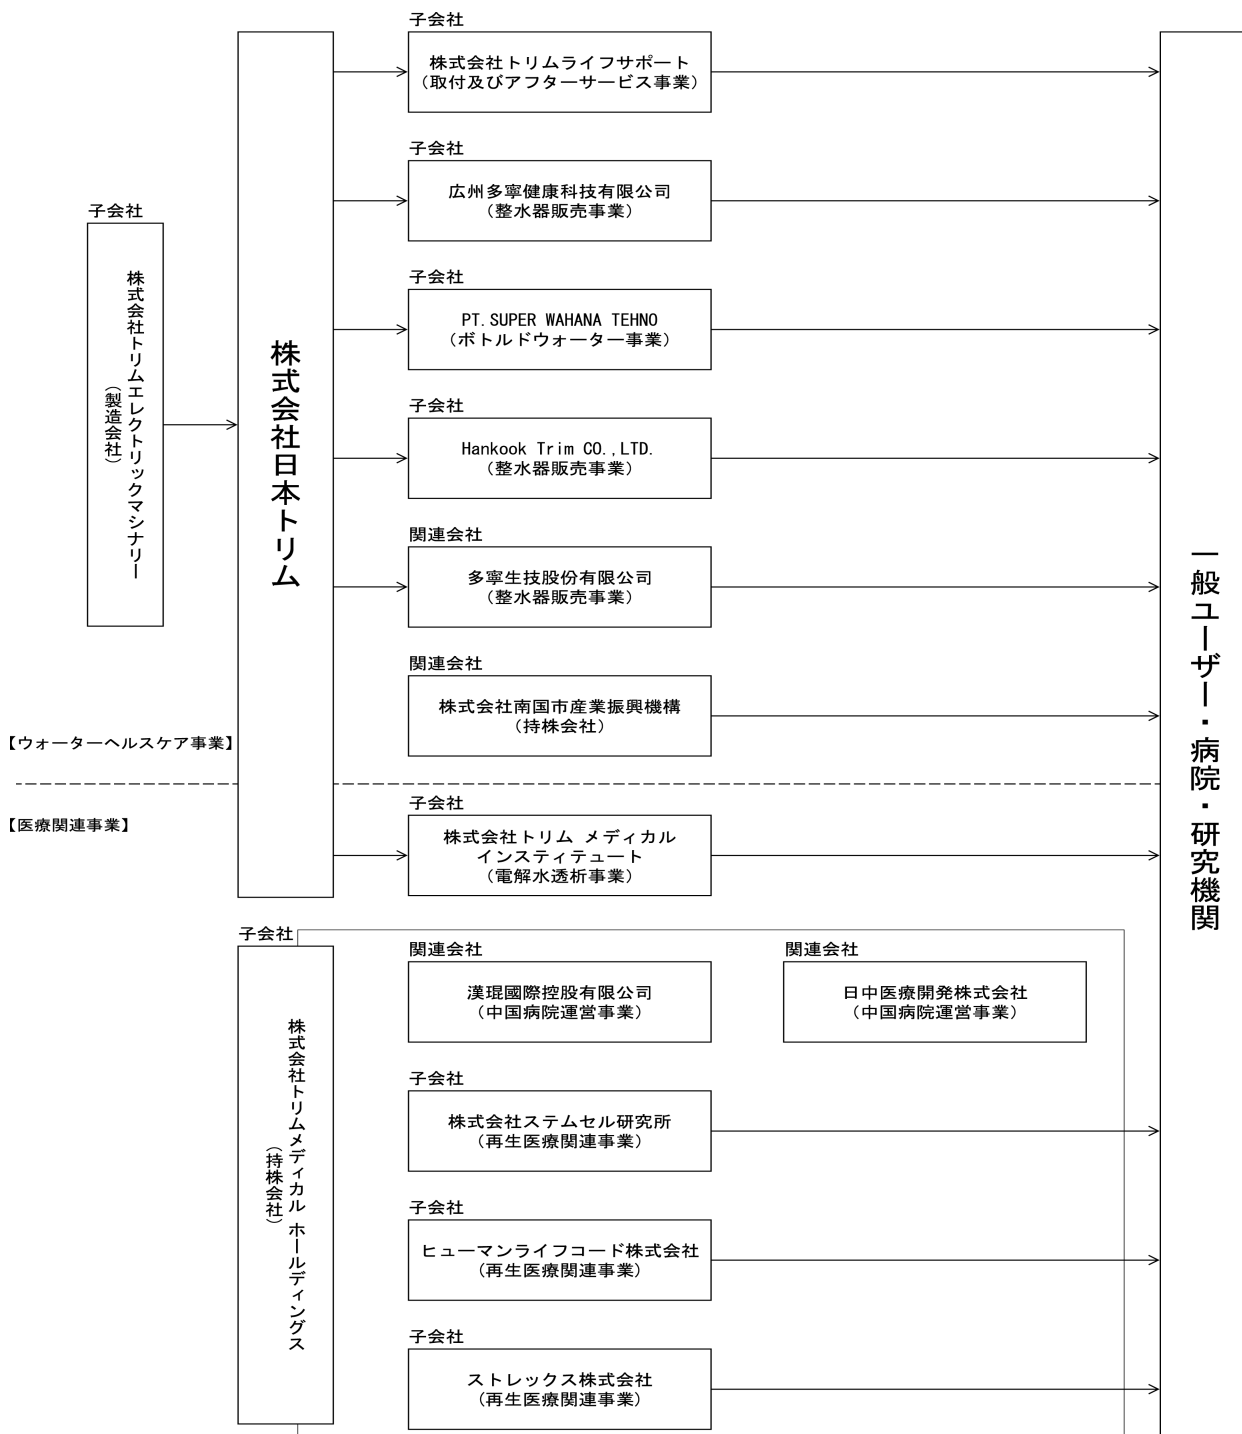 子会社
株式会社トリムライフサポート
（取付及びアフターサービス事業）
子会社
広州多寧健康科技有限公司
（整水器販売事業）
子会社
株式会社トリムエレクトリックマシナリー
（製造会社）
株式会社日本トリム
子会社
PT.SUPER WAHANA TEHNO
（ボトルドウォーター事業）
子会社
Hankook Trim CO.,LTD.
（整水器販売事業）
関連会社
多寧生技股份有限公司
（整水器販売事業）
関連会社
株式会社南国市産業振興機構
（持株会社）
一般ユーザー・病院・研究機関
【ウォーターヘルスケア事業】
【医療関連事業】
子会社
株式会社トリム メディカル
インスティテュート
（電解水透析事業）
子会社
株式会社トリムメディカル ホールディングス
（持株会社）
関連会社
漢琨國際控股有限公司
（中国病院運営事業）
関連会社
日中医療開発株式会社
（中国病院運営事業）
子会社
株式会社ステムセル研究所
（再生医療関連事業）
子会社
ヒューマンライフコード株式会社
（再生医療関連事業）
子会社
ストレックス株式会社
（再生医療関連事業）